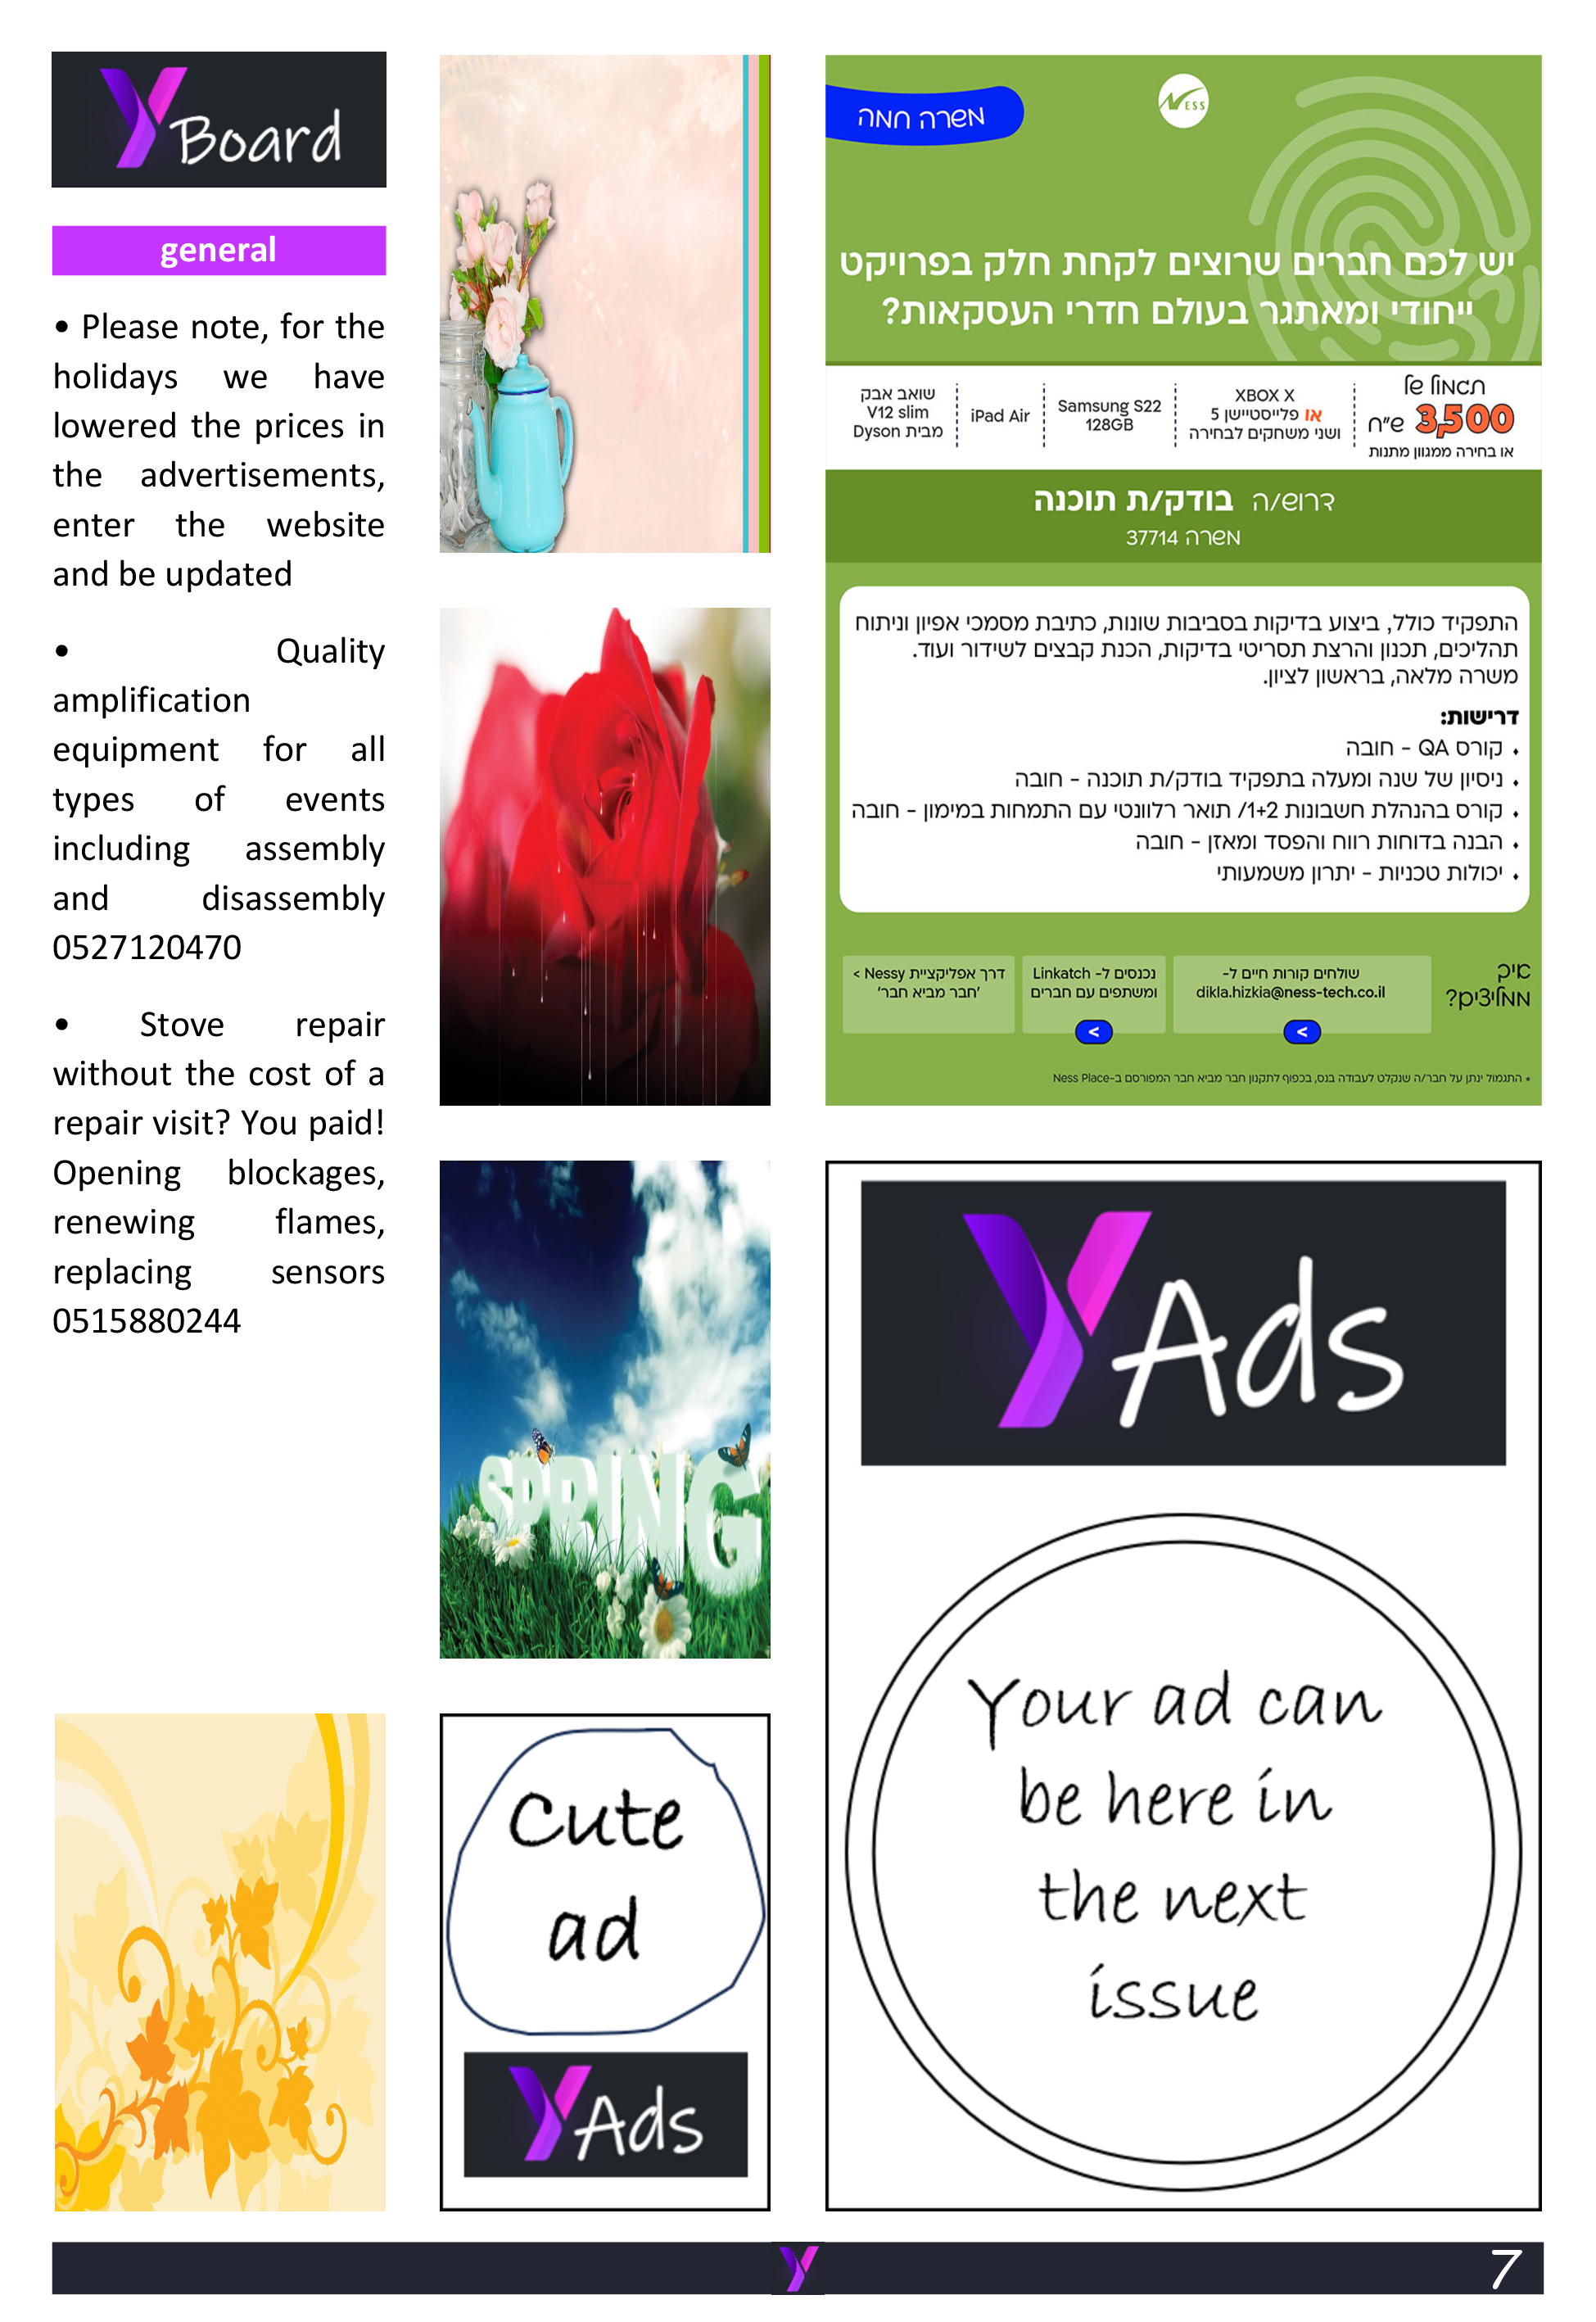 Y Board
general
• Please note, for the
holidays we have
lowered the prices in
the advertisements,
enter the website
and be updated
• Quality
amplification
equipment for all
types of events
including assembly
and disassembly
0527120470
• Stove repair
without the cost of a
repair visit? You paid!
Opening blockages,
renewing flames,
replacing sensors
0515880244
SPRING
Cute
ad
YAds
משרה חמה
NESS
יש לכם חברים שרוצים לקחת חלק בפרויקט
ייחודי ומאתגר בעולם חדרי העסקאות?
תגמול של
3,500 ש"ח
או בחירה ממגוון מתנות
XBOX X
או פלייסטיישן 5
ושני משחקים לבחירה
Samsung S22
128GB
iPad Air
שואב אבק
V12 slim
מבית Dyson
דרוש/ה בודק/ת תוכנה
משרה 37714
התפקיד כולל, ביצוע בדיקות בסביבות שונות, כתיבת מסמכי אפיון וניתוח
תהליכים, תכנון והרצת תסריטי בדיקות, הכנת קבצים לשידור ועוד.
משרה מלאה, בראשון לציון.
דרישות:
• קורס QA - חובה
• ניסיון של שנה ומעלה בתפקיד בודק/ת תוכנה - חובה
• קורס בהנהלת חשבונות 1+2/ תואר רלוונטי עם התמחות במימון - חובה
• הבנה בדוחות רווח והפסד ומאזן - חובה
• יכולות טכניות - יתרון משמעותי
איך
ממליצים?
שולחים קורות חיים ל-
dikla.hizkia@ness-tech.co.il
>
נכנסים ל- Linkatch
ומשתפים עם חברים
>
דרך אפליקציית Nessy >
'חבר מביא חבר'
* התגמול ינתן על חבר/ה שנקלט לעבודה בנס, בכפוף לתקנון חבר מביא חבר המפורסם ב-Ness Place
YAds
Your ad can
be here in
the next
issue
Y
7